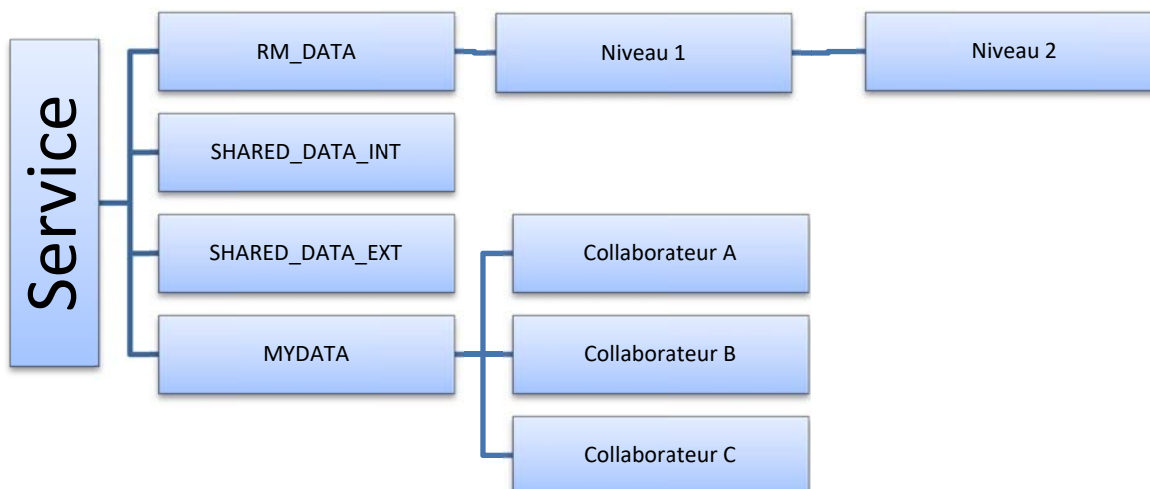 Service
RM_DATA
Niveau 1
Niveau 2
SHARED_DATA_INT
SHARED_DATA_EXT
Collaborateur A
MYDATA
Collaborateur B
Collaborateur C